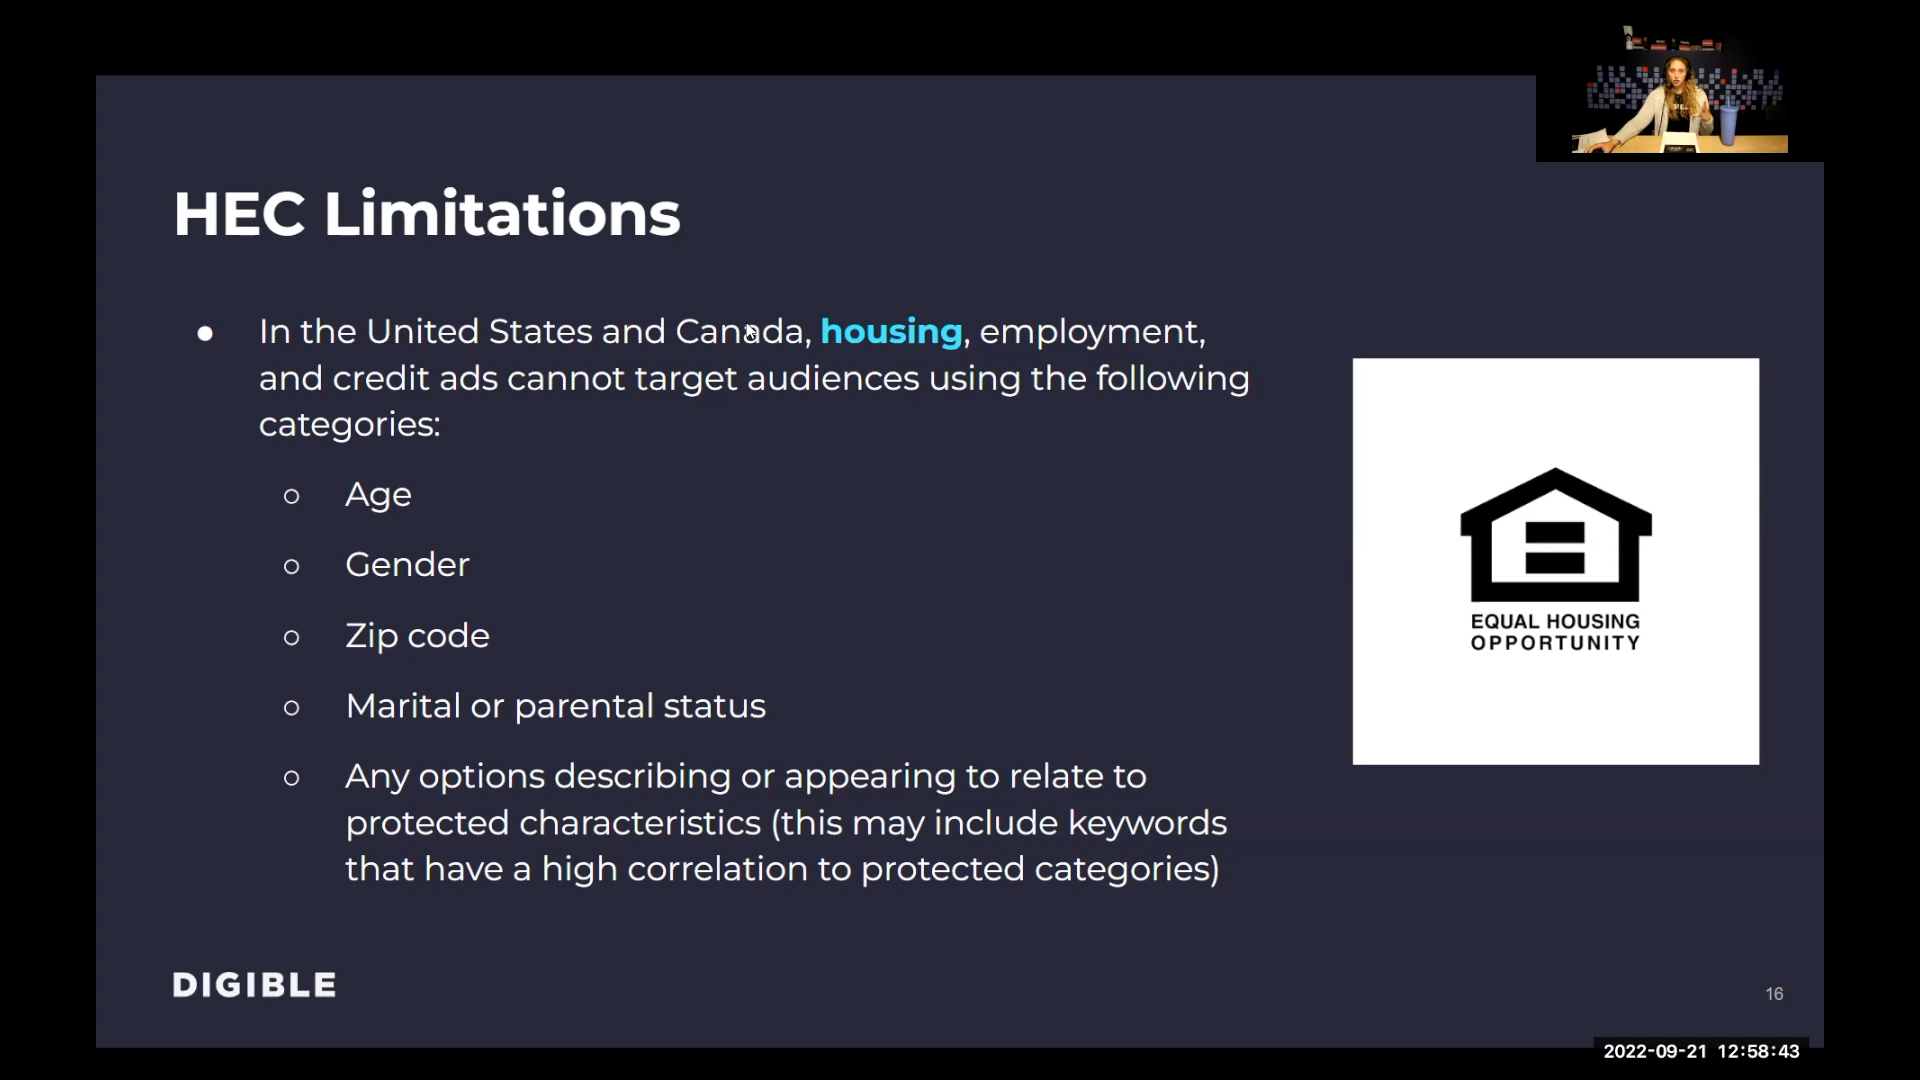 HEC Limitations
● In the United States and Canada, housing, employment,
and credit ads cannot target audiences using the following
categories:
○ Age
○ Gender
○ Zip code
○ Marital or parental status
○ Any options describing or appearing to relate to
protected characteristics (this may include keywords
that have a high correlation to protected categories)
EQUAL HOUSING
OPPORTUNITY
DIGIBLE
16
2022-09-21 12:58:43